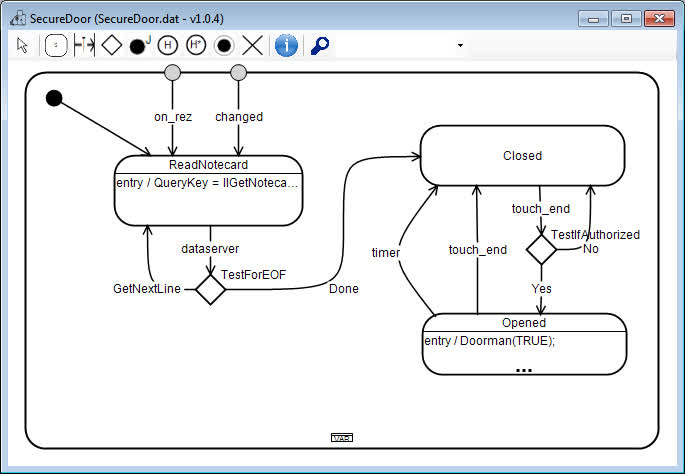 SecureDoor (SecureDoor.dat - v1.0.4)
S
J
H
H*
i
on_rez
changed
ReadNotecard
entry / QueryKey = llGetNoteca...
dataserver
TestForEOF
GetNextLine
Done
Closed
touch_end
TestIfAuthorized
No
timer
touch_end
Yes
Opened
entry / Doorman(TRUE);
...
VAR